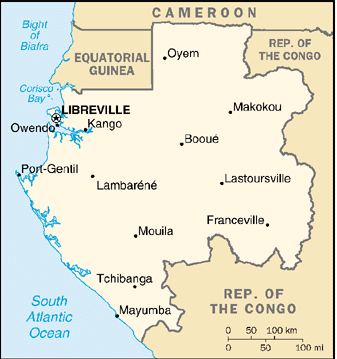 CAMEROON
Bight of
Biafra
EQUATORIAL
GUINEA
Oyem
REP. OF
THE CONGO
Corisco
Bay
LIBREVILLE
Owendo
Kango
Makokou
Booué
Port-Gentil
Lambaréné
Lastoursville
Franceville
Mouila
Tchibanga
Mayumba
South
Atlantic
Ocean
REP. OF
THE CONGO
0 50 100 km
0 50 100 mi